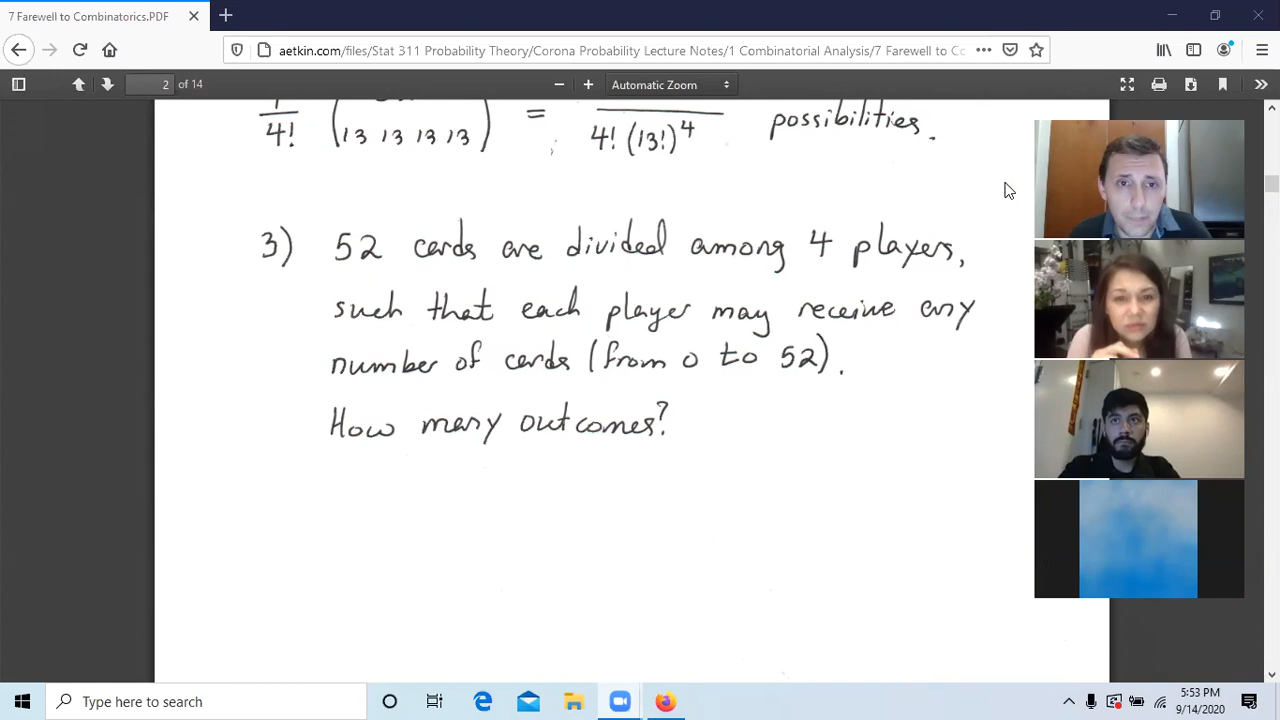 7 Farewell to Combinatorics.PDF
aetkin.com/files/Stat 311 Probability Theory/Corona Probability Lecture Notes/1 Combinatorial Analysis/7 Farewell to Co
2 of 14
Automatic Zoom
1
4! (13 13 13 13) = 4! (13!)^4 possibilities.
3) 52 cards are divided among 4 players,
such that each player may receive any
number of cards (from 0 to 52).
How many outcomes?
Type here to search
5:53 PM
9/14/2020